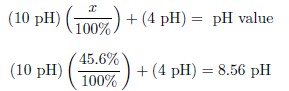 (10 pH) (x/100%) + (4 pH) = pH value
(10 pH) (45.6%/100%) + (4 pH) = 8.56 pH